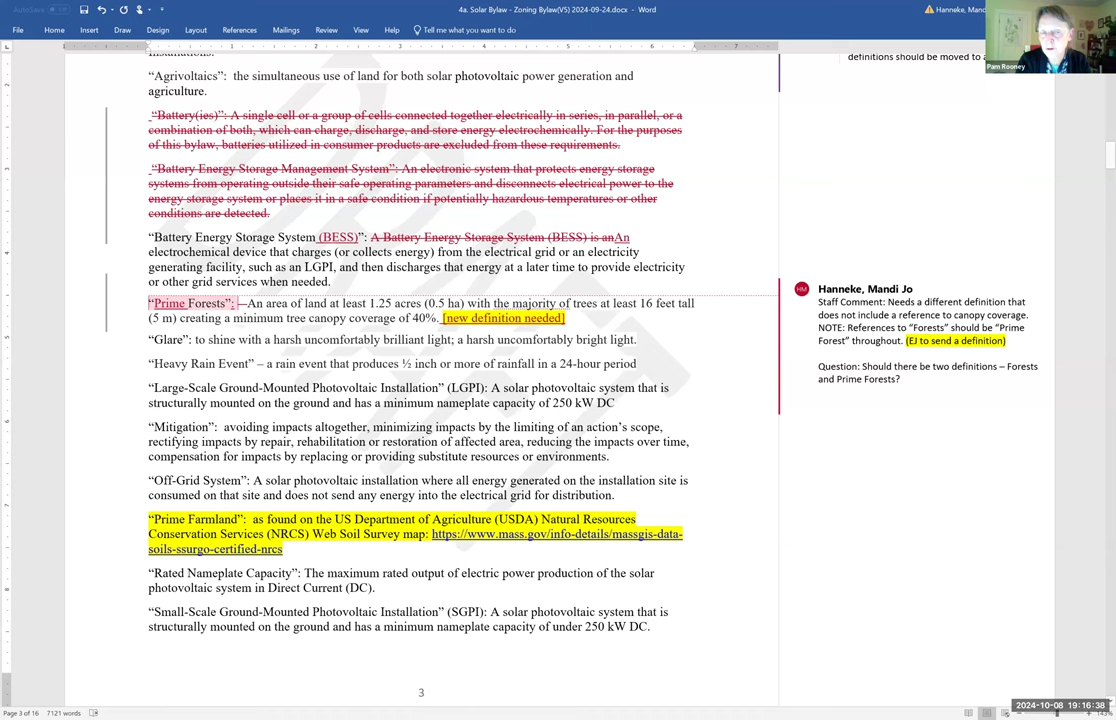 AutoSave
4a. Solar Bylaw - Zoning Bylaw(V5) 2024-09-24.docx - Word
Hanneke, Mandi
File Home Insert Draw Design Layout References Mailings Review View Help Tell me what you want to do
Pam Rooney
definitions should be moved to
“Agrivoltaics”: the simultaneous use of land for both solar photovoltaic power generation and
agriculture.
“Battery(ies)”: A single cell or a group of cells connected together electrically in series, in parallel, or a
combination of both, which can charge, discharge, and store energy electrochemically. For the purposes
of this bylaw, batteries utilized in consumer products are excluded from these requirements.
“Battery Energy Storage Management System”: An electronic system that protects energy storage
systems from operating outside their safe operating parameters and disconnects electrical power to the
energy storage system or places it in a safe condition if potentially hazardous temperatures or other
conditions are detected.
“Battery Energy Storage System (BESS)”: A Battery Energy Storage System (BESS) is anAn
electrochemical device that charges (or collects energy) from the electrical grid or an electricity
generating facility, such as an LGPI, and then discharges that energy at a later time to provide electricity
or other grid services when needed.
“Prime Forests”: —An area of land at least 1.25 acres (0.5 ha) with the majority of trees at least 16 feet tall
(5 m) creating a minimum tree canopy coverage of 40%. [new definition needed]
“Glare”: to shine with a harsh uncomfortably brilliant light; a harsh uncomfortably bright light.
“Heavy Rain Event” – a rain event that produces ½ inch or more of rainfall in a 24-hour period
“Large-Scale Ground-Mounted Photovoltaic Installation” (LGPI): A solar photovoltaic system that is
structurally mounted on the ground and has a minimum nameplate capacity of 250 kW DC
“Mitigation”: avoiding impacts altogether, minimizing impacts by the limiting of an action’s scope,
rectifying impacts by repair, rehabilitation or restoration of affected area, reducing the impacts over time,
compensation for impacts by replacing or providing substitute resources or environments.
“Off-Grid System”: A solar photovoltaic installation where all energy generated on the installation site is
consumed on that site and does not send any energy into the electrical grid for distribution.
“Prime Farmland”: as found on the US Department of Agriculture (USDA) Natural Resources
Conservation Services (NRCS) Web Soil Survey map: https://www.mass.gov/info-details/massgis-data-
soils-ssurgo-certified-nrcs
“Rated Nameplate Capacity”: The maximum rated output of electric power production of the solar
photovoltaic system in Direct Current (DC).
“Small-Scale Ground-Mounted Photovoltaic Installation” (SGPI): A solar photovoltaic system that is
structurally mounted on the ground and has a minimum nameplate capacity of under 250 kW DC.
3
HM Hanneke, Mandi Jo
Staff Comment: Needs a different definition that
does not include a reference to canopy coverage.
NOTE: References to “Forests” should be “Prime
Forest” throughout. (EJ to send a definition)
Question: Should there be two definitions – Forests
and Prime Forests?
Page 3 of 16 7121 words
2024-10-08 19:16:38